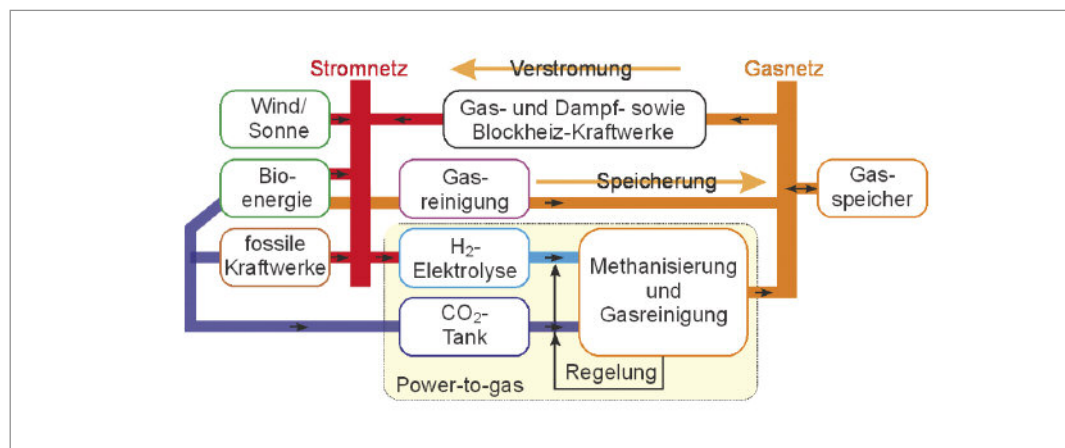 Stromnetz
Verstromung
Gasnetz
Wind/
Sonne
Gas- und Dampf- sowie
Blockheiz-Kraftwerke
Bio-
energie
Gas-
reinigung
Speicherung
Gas-
speicher
fossile
Kraftwerke
H₂-
Elektrolyse
Methanisierung
und
Gasreinigung
CO₂-
Tank
Regelung
Power-to-gas